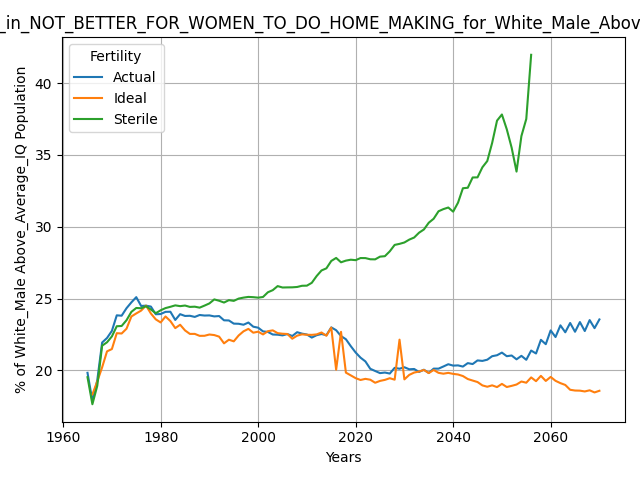 _in_NOT_BETTER_FOR_WOMEN_TO_DO_HOME_MAKING_for_White_Male_Abov
Fertility
Actual
Ideal
Sterile
% of White_Male Above_Average_IQ Population
40
35
30
25
20
1960 1980 2000 2020 2040 2060
Years